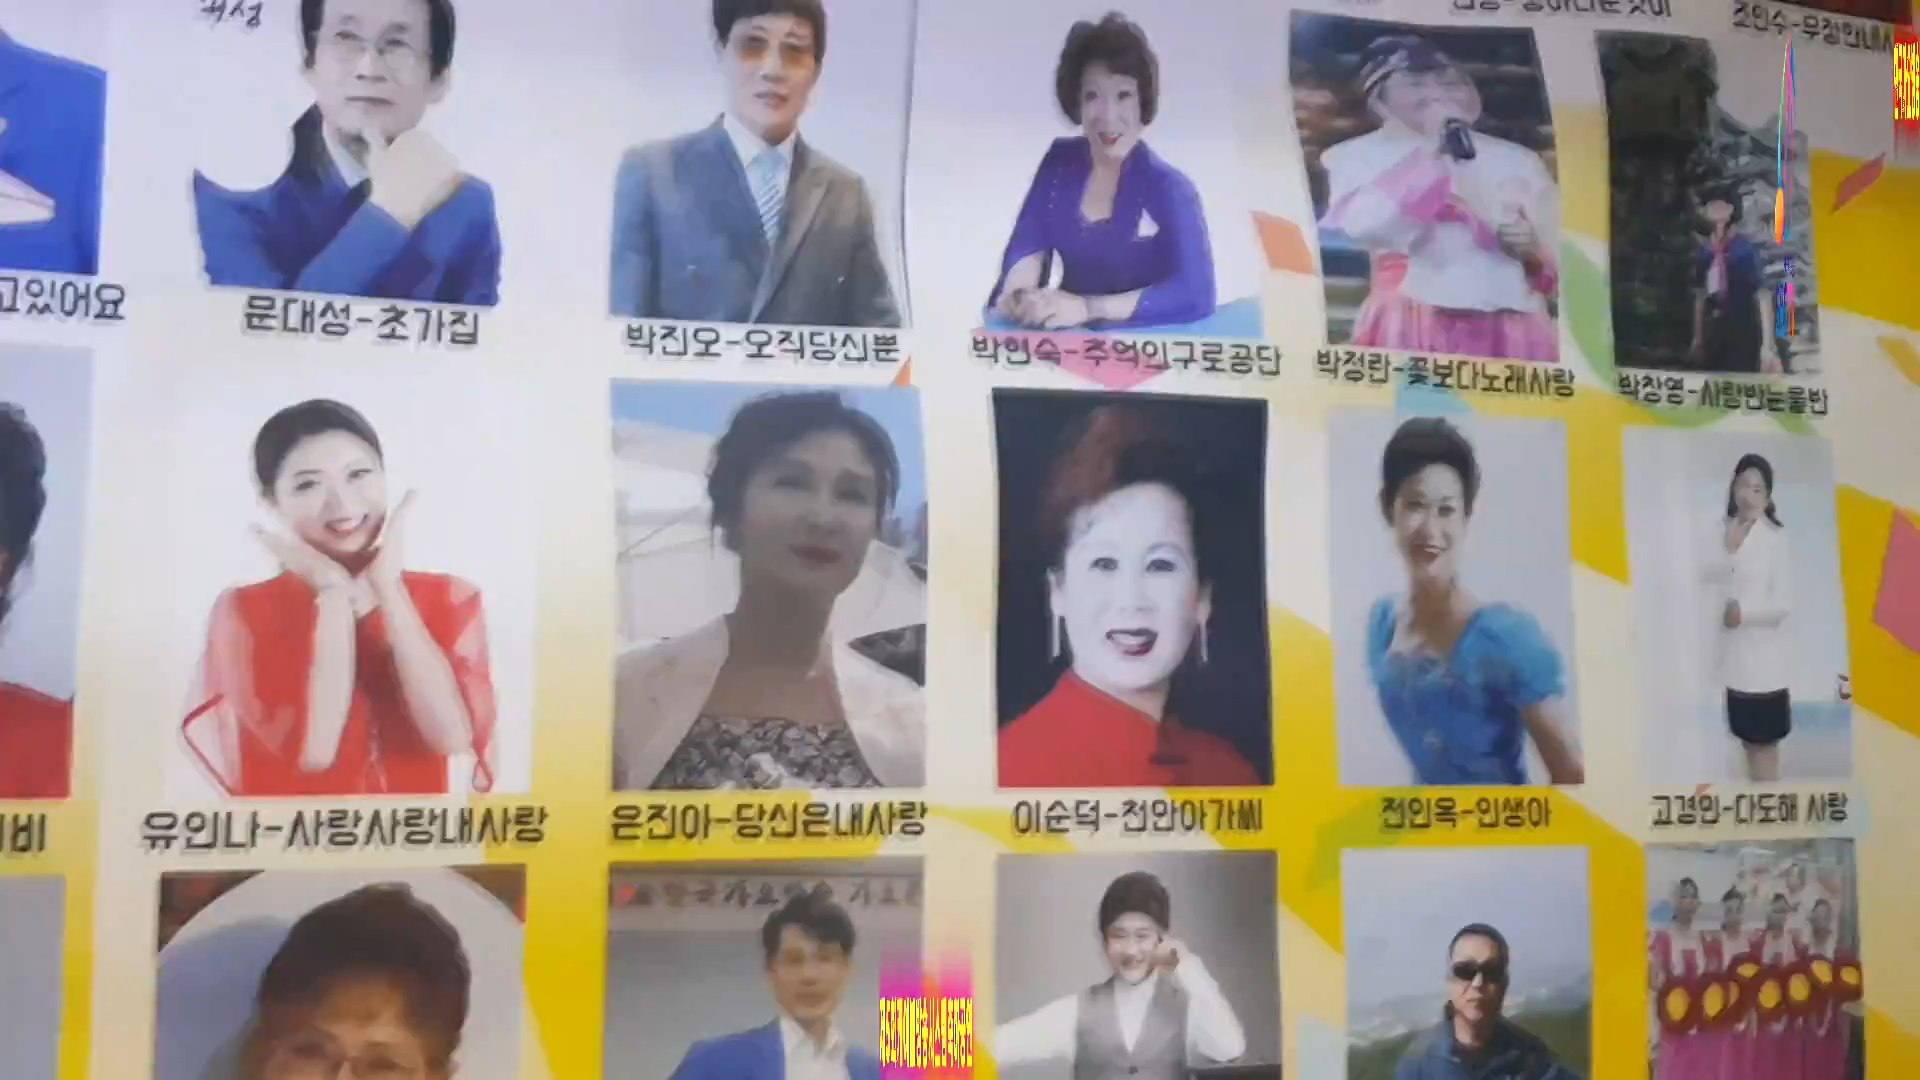 고있어요
문대성-초가집
박진오-오직당신뿐
박인숙-추억의구로공단
박정란-꽃보다노래사랑
박창영-사랑반눈물반
유인나-사랑사랑내사랑
은진아-당신은내사랑
이순덕-천안아가씨
전인옥-인생아
고경인-다도해 사랑